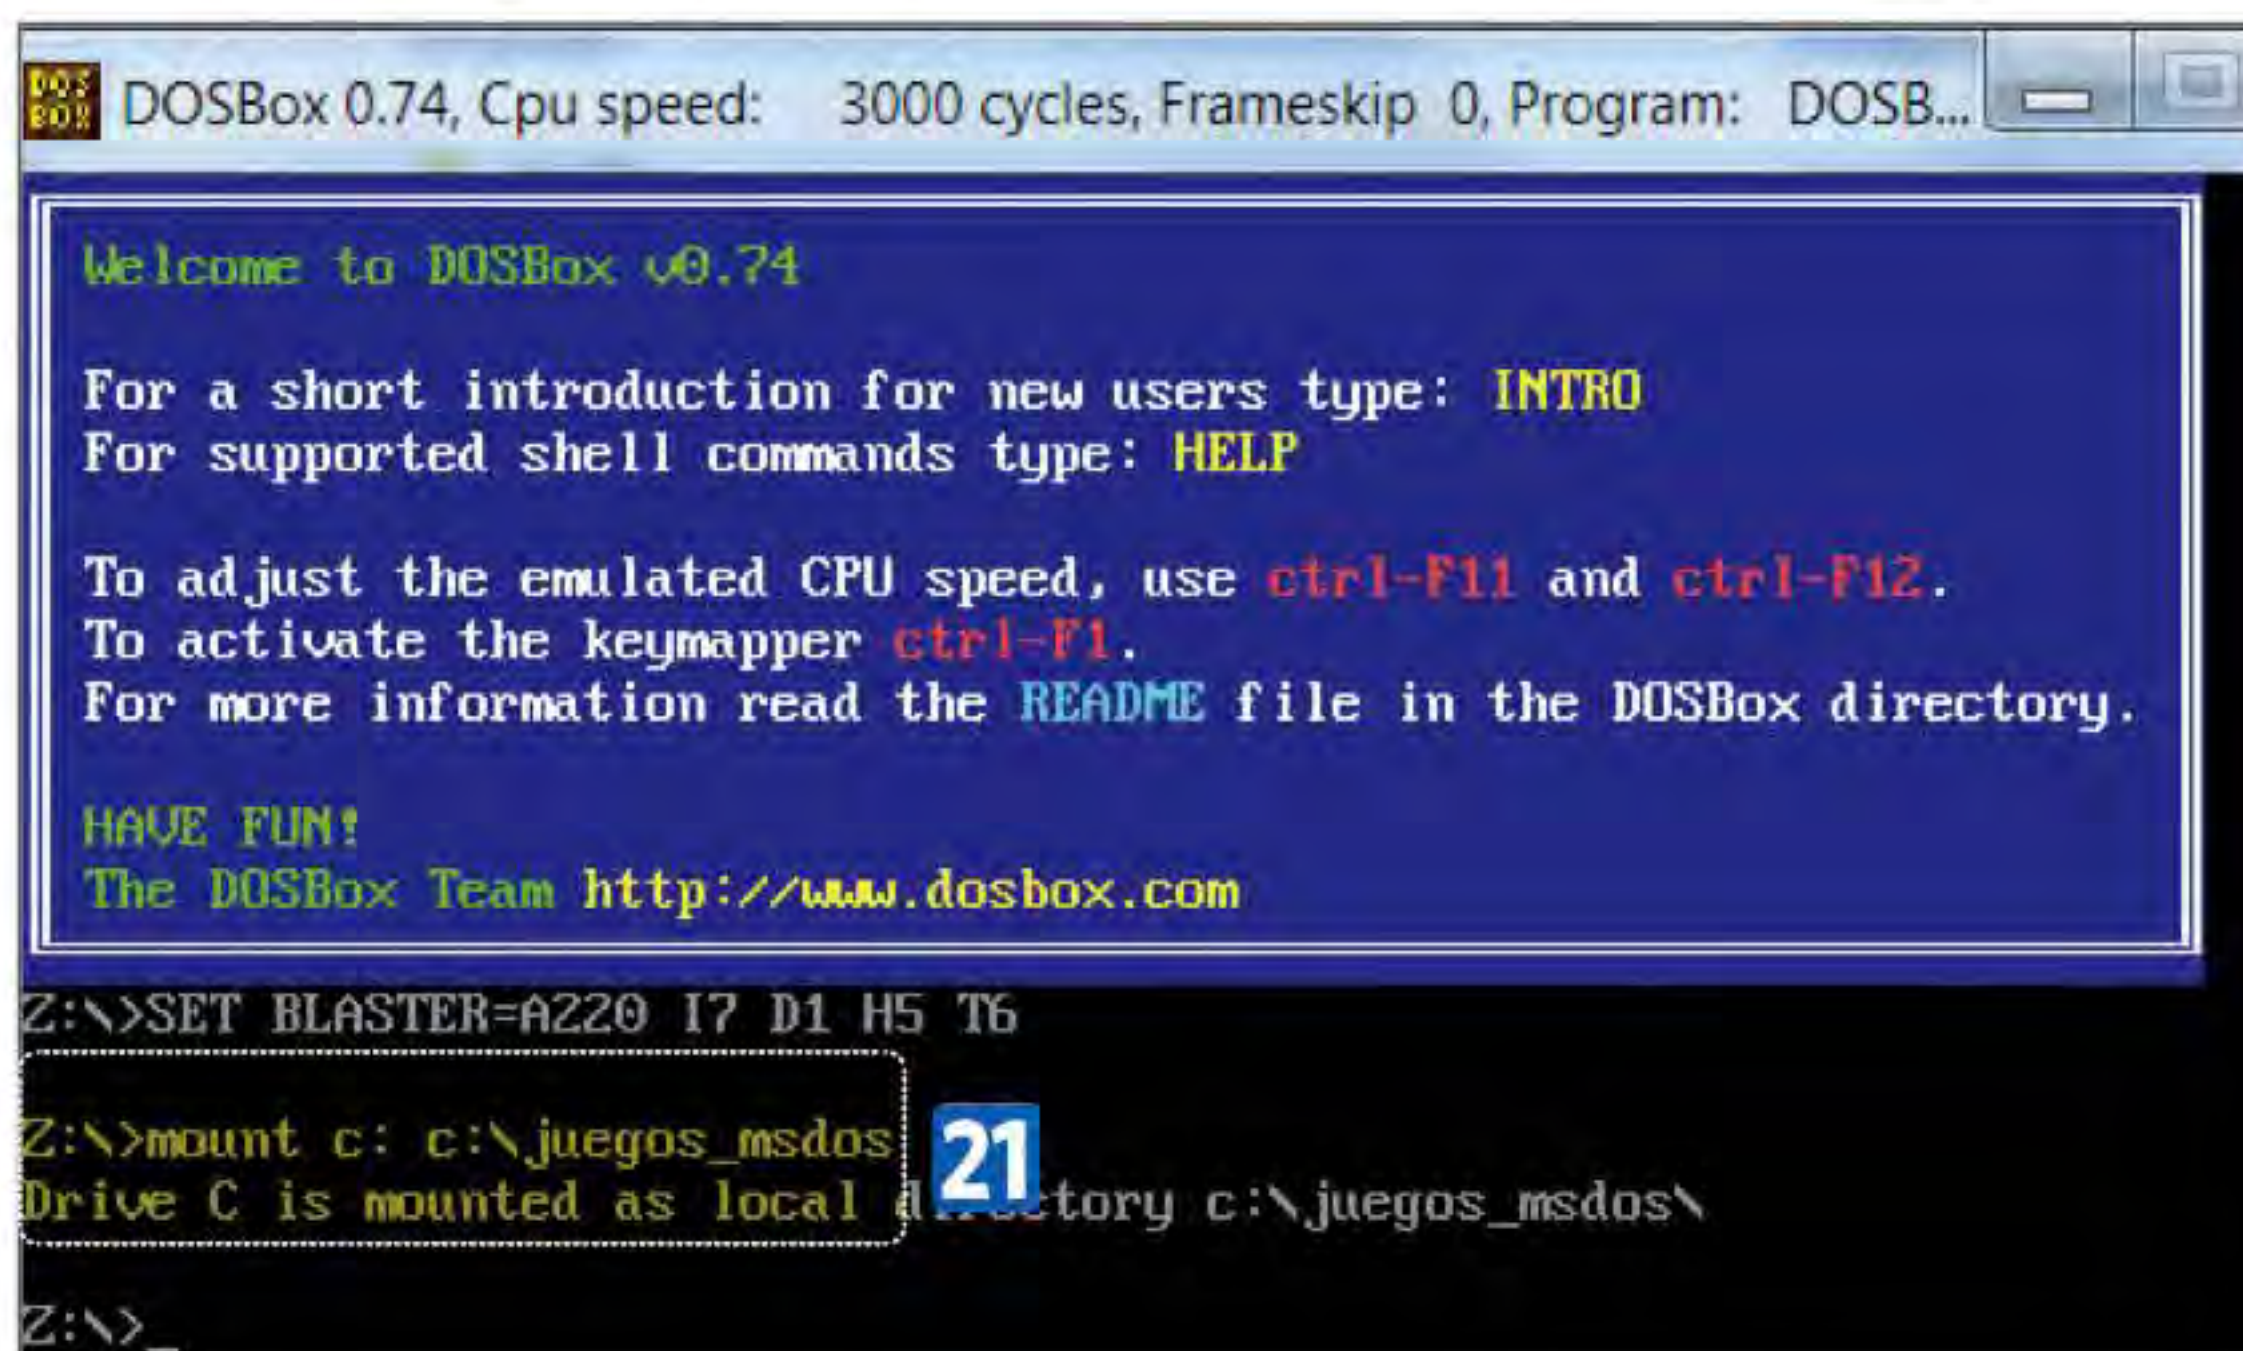 DOS
BOX
DOSBox 0.74, Cpu speed: 3000 cycles, Frameskip 0, Program: DOSB...
Welcome to DOSBox v0.74
For a short introduction for new users type: INTRO
For supported shell commands type: HELP
To adjust the emulated CPU speed, use ctrl-F11 and ctrl-F12.
To activate the keymapper ctrl-F1.
For more information read the README file in the DOSBox directory.
HAVE FUN!
The DOSBox Team http://www.dosbox.com
Z:\>SET BLASTER=A220 I7 D1 H5 T6
Z:\>mount c: c:\juegos_msdos
21
Drive C is mounted as local directory c:\juegos_msdos\
Z:\>_